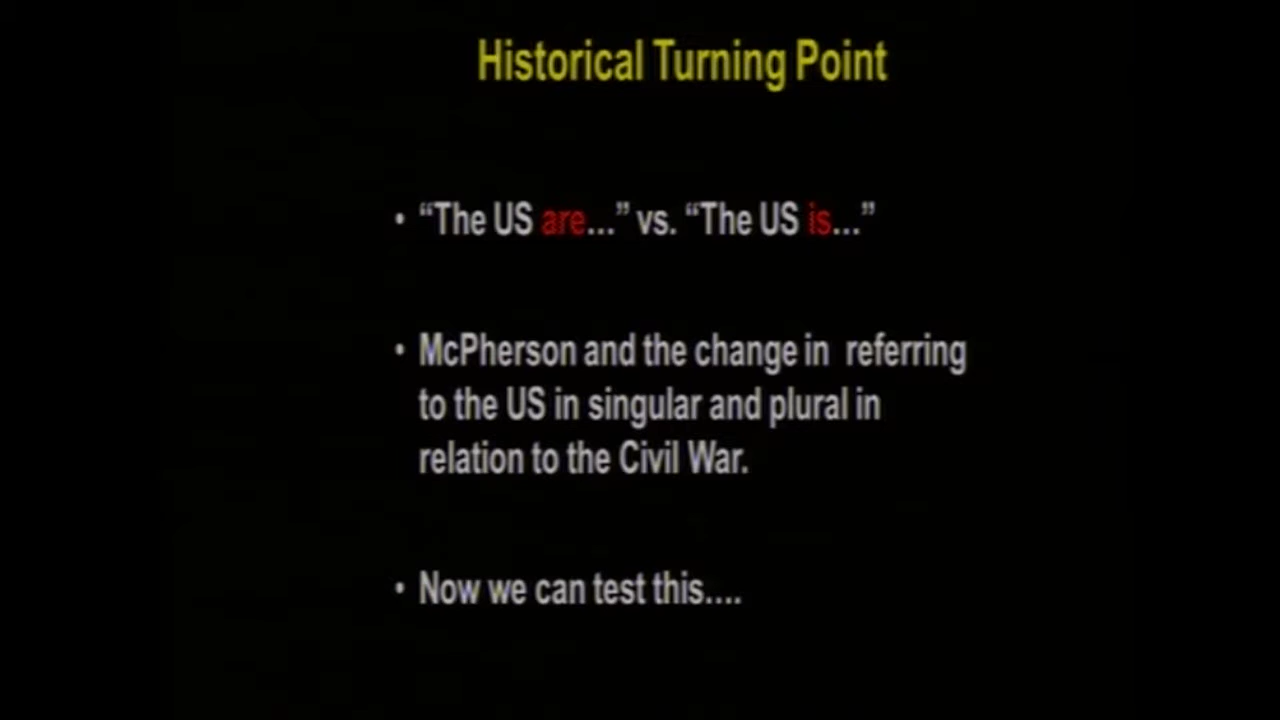 Historical Turning Point
• “The US are...” vs. “The US is...”
• McPherson and the change in  referring
to the US in singular and plural in
relation to the Civil War.
• Now we can test this....